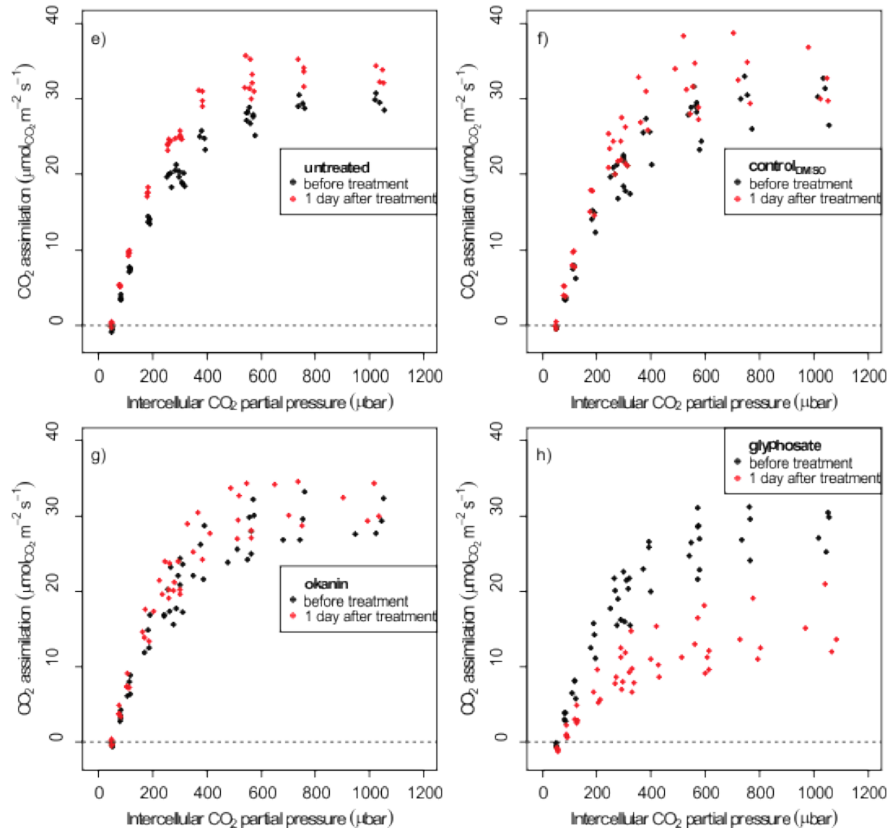 e)
untreated
before treatment
1 day after treatment
CO₂ assimilation (μmol_CO₂ m⁻² s⁻¹)
0 10 20 30 40
0 200 400 600 800 1000 1200
Intercellular CO₂ partial pressure (μbar)
f)
control_DMSO
before treatment
1 day after treatment
CO₂ assimilation (μmol_CO₂ m⁻² s⁻¹)
0 10 20 30 40
0 200 400 600 800 1000 1200
Intercellular CO₂ partial pressure (μbar)
g)
okanin
before treatment
1 day after treatment
CO₂ assimilation (μmol_CO₂ m⁻² s⁻¹)
0 10 20 30 40
0 200 400 600 800 1000 1200
Intercellular CO₂ partial pressure (μbar)
h)
glyphosate
before treatment
1 day after treatment
CO₂ assimilation (μmol_CO₂ m⁻² s⁻¹)
0 10 20 30 40
0 200 400 600 800 1000 1200
Intercellular CO₂ partial pressure (μbar)